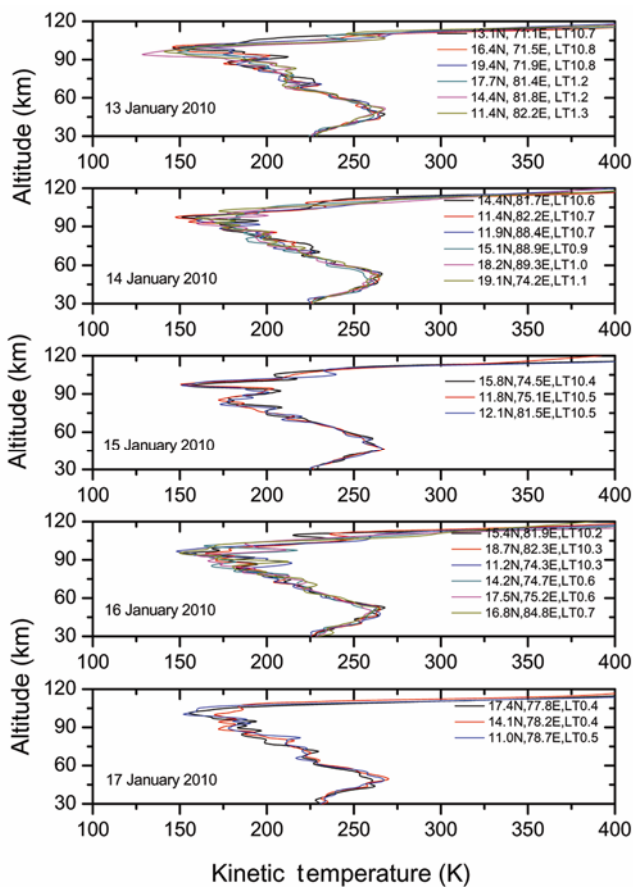 120
90
60
30
Altitude (km)
13 January 2010
13.1N, 71.1E, LT10.7
16.4N, 71.5E, LT10.8
19.4N, 71.9E, LT10.8
17.7N, 81.4E, LT1.2
14.4N, 81.8E, LT1.2
11.4N, 82.2E, LT1.3
100 150 200 250 300 350 400
120
90
60
30
Altitude (km)
14 January 2010
14.4N,81.7E,LT10.6
11.4N,82.2E,LT10.7
11.9N,88.4E,LT10.7
15.1N,88.9E,LT0.9
18.2N,89.3E,LT1.0
19.1N,74.2E,LT1.1
100 150 200 250 300 350 400
120
90
60
30
Altitude (km)
15 January 2010
15.8N,74.5E,LT10.4
11.8N,75.1E,LT10.5
12.1N,81.5E,LT10.5
100 150 200 250 300 350 400
120
90
60
30
Altitude (km)
16 January 2010
15.4N,81.9E,LT10.2
18.7N,82.3E,LT10.3
11.2N,74.3E,LT10.3
14.2N,74.7E,LT0.6
17.5N,75.2E,LT0.6
16.8N,84.8E,LT0.7
100 150 200 250 300 350 400
120
90
60
30
Altitude (km)
17 January 2010
17.4N,77.8E,LT0.4
14.1N,78.2E,LT0.4
11.0N,78.7E,LT0.5
100 150 200 250 300 350 400
Kinetic temperature (K)